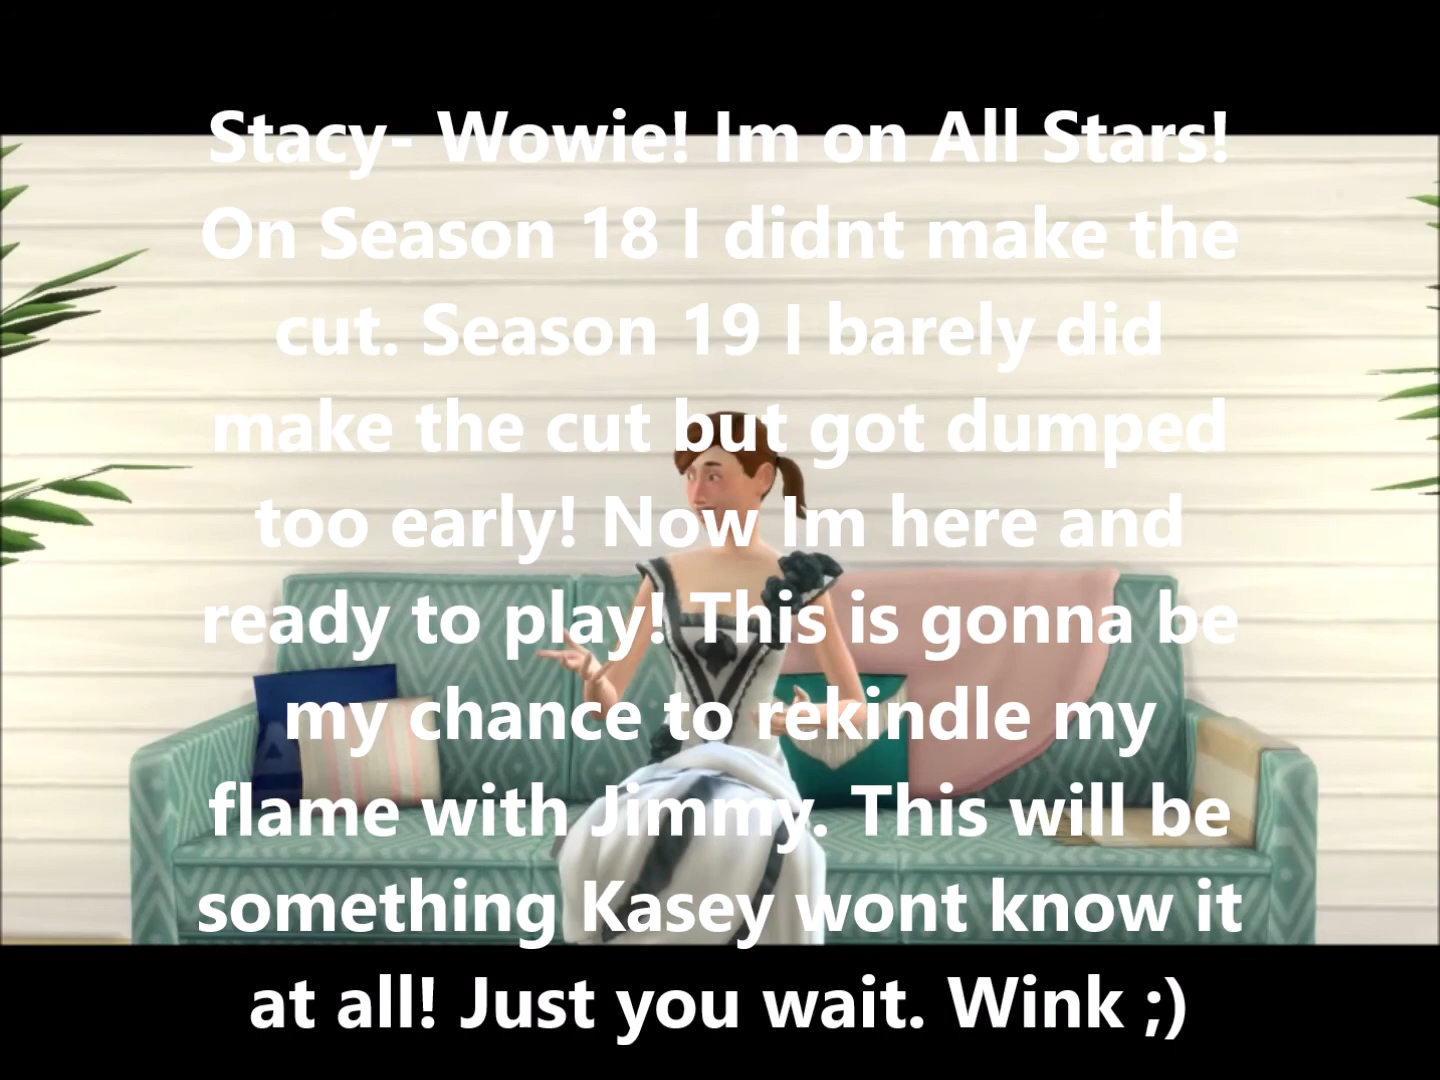 Stacy- Wowie! Im on All Stars!
On Season 18 I didnt make the
cut. Season 19 I barely did
make the cut but got dumped
too early! Now Im here and
ready to play! This is gonna be
my chance to rekindle my
flame with Jimmy. This will be
something Kasey wont know it
at all! Just you wait. Wink ;)